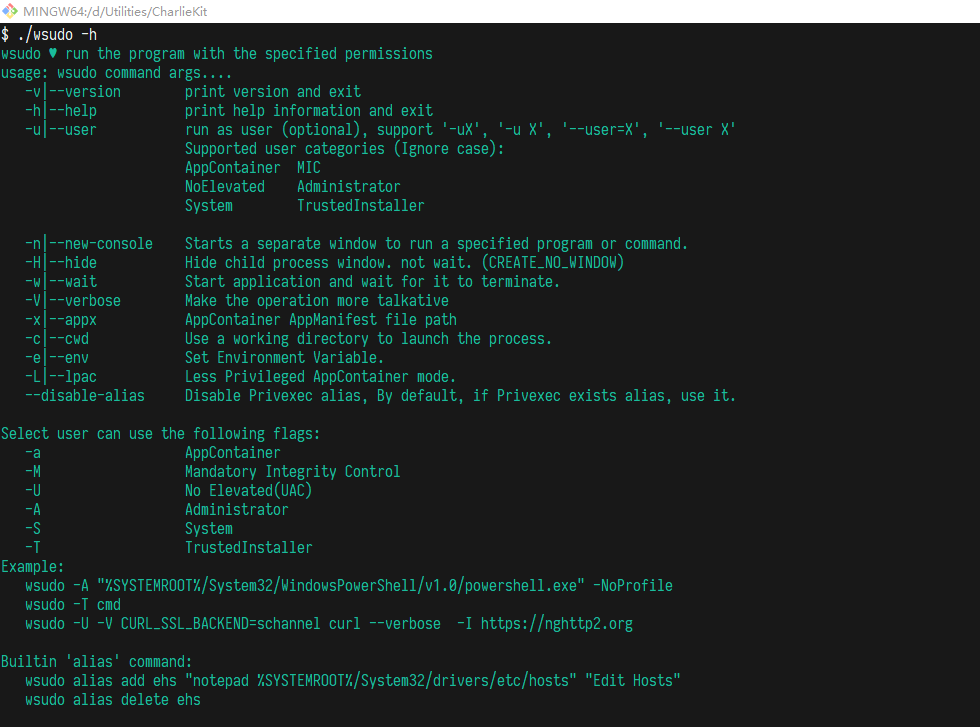 MINGW64:/d/Utilities/CharlieKit
$ ./wsudo -h
wsudo ♥ run the program with the specified permissions
usage: wsudo command args....
   -v|--version        print version and exit
   -h|--help           print help information and exit
   -u|--user           run as user (optional), support '-uX', '-u X', '--user=X', '--user X'
                       Supported user categories (Ignore case):
                       AppContainer  MIC
                       NoElevated    Administrator
                       System        TrustedInstaller

   -n|--new-console    Starts a separate window to run a specified program or command.
   -H|--hide           Hide child process window. not wait. (CREATE_NO_WINDOW)
   -w|--wait           Start application and wait for it to terminate.
   -V|--verbose        Make the operation more talkative
   -x|--appx           AppContainer AppManifest file path
   -c|--cwd            Use a working directory to launch the process.
   -e|--env            Set Environment Variable.
   -L|--lpac           Less Privileged AppContainer mode.
   --disable-alias     Disable Privexec alias, By default, if Privexec exists alias, use it.

Select user can use the following flags:
   -a                  AppContainer
   -M                  Mandatory Integrity Control
   -U                  No Elevated(UAC)
   -A                  Administrator
   -S                  System
   -T                  TrustedInstaller
Example:
   wsudo -A "%SYSTEMROOT%/System32/WindowsPowerShell/v1.0/powershell.exe" -NoProfile
   wsudo -T cmd
   wsudo -U -V CURL_SSL_BACKEND=schannel curl --verbose  -I https://nghttp2.org

Builtin 'alias' command:
   wsudo alias add ehs "notepad %SYSTEMROOT%/System32/drivers/etc/hosts" "Edit Hosts"
   wsudo alias delete ehs